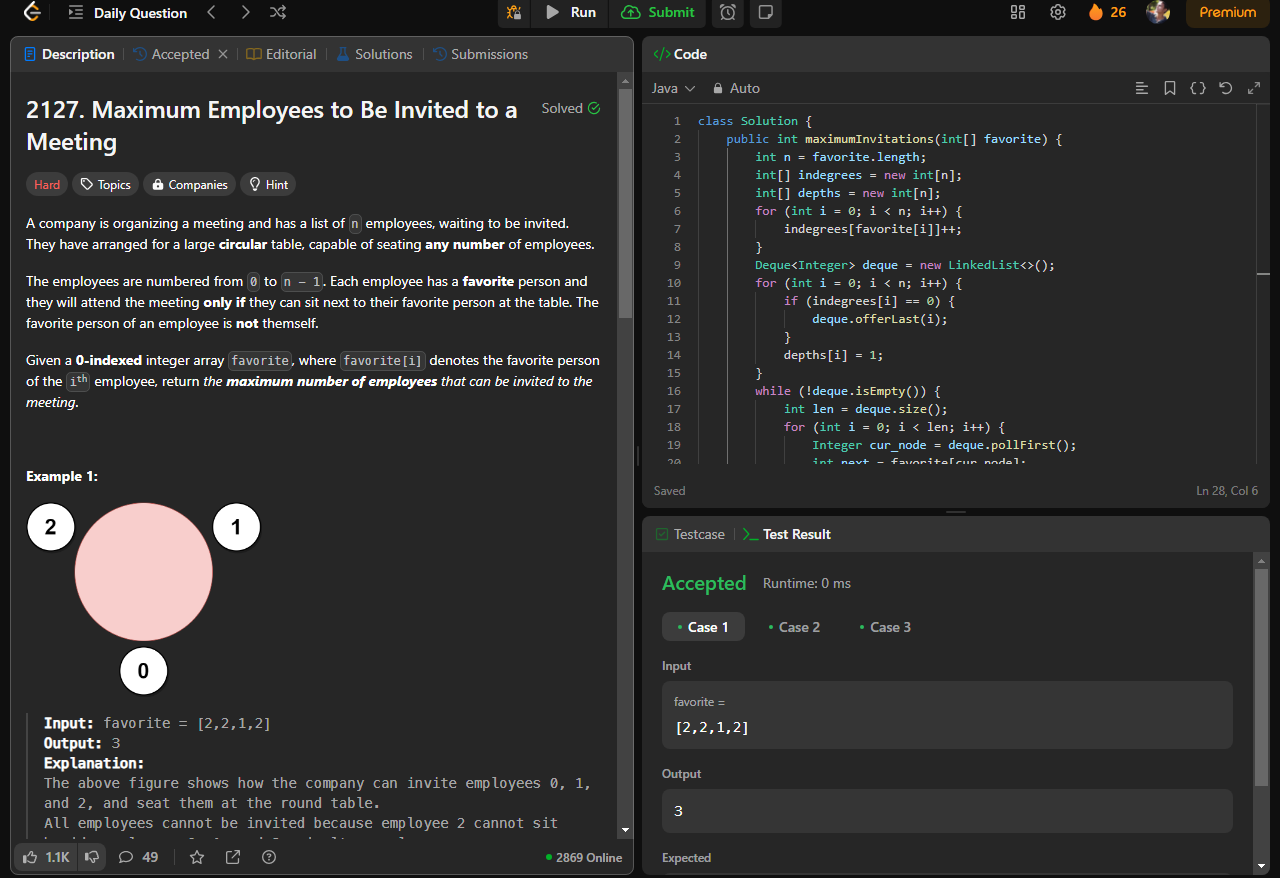 Daily Question
Run
Submit
26
Premium
Description
Accepted
Editorial
Solutions
Submissions
2127. Maximum Employees to Be Invited to a
Meeting
Solved
Hard
Topics
Companies
Hint
A company is organizing a meeting and has a list of n employees, waiting to be invited.
They have arranged for a large circular table, capable of seating any number of employees.
The employees are numbered from 0 to n - 1. Each employee has a favorite person and
they will attend the meeting only if they can sit next to their favorite person at the table. The
favorite person of an employee is not themself.
Given a 0-indexed integer array favorite, where favorite[i] denotes the favorite person
of the ith employee, return the maximum number of employees that can be invited to the
meeting.
Example 1:
2
1
0
Input: favorite = [2,2,1,2]
Output: 3
Explanation:
The above figure shows how the company can invite employees 0, 1,
and 2, and seat them at the round table.
All employees cannot be invited because employee 2 cannot sit
1.1K
49
2869 Online
</> Code
Java
Auto
1 class Solution {
2 public int maximumInvitations(int[] favorite) {
3 int n = favorite.length;
4 int[] indegrees = new int[n];
5 int[] depths = new int[n];
6 for (int i = 0; i < n; i++) {
7 indegrees[favorite[i]]++;
8 }
9 Deque<Integer> deque = new LinkedList<>();
10 for (int i = 0; i < n; i++) {
11 if (indegrees[i] == 0) {
12 deque.offerLast(i);
13 }
14 depths[i] = 1;
15 }
16 while (!deque.isEmpty()) {
17 int len = deque.size();
18 for (int i = 0; i < len; i++) {
19 Integer cur_node = deque.pollFirst();
20 int next = favorite[cur_node];
Saved
Ln 28, Col 6
Testcase
Test Result
Accepted
Runtime: 0 ms
Case 1
Case 2
Case 3
Input
favorite =
[2,2,1,2]
Output
3
Expected